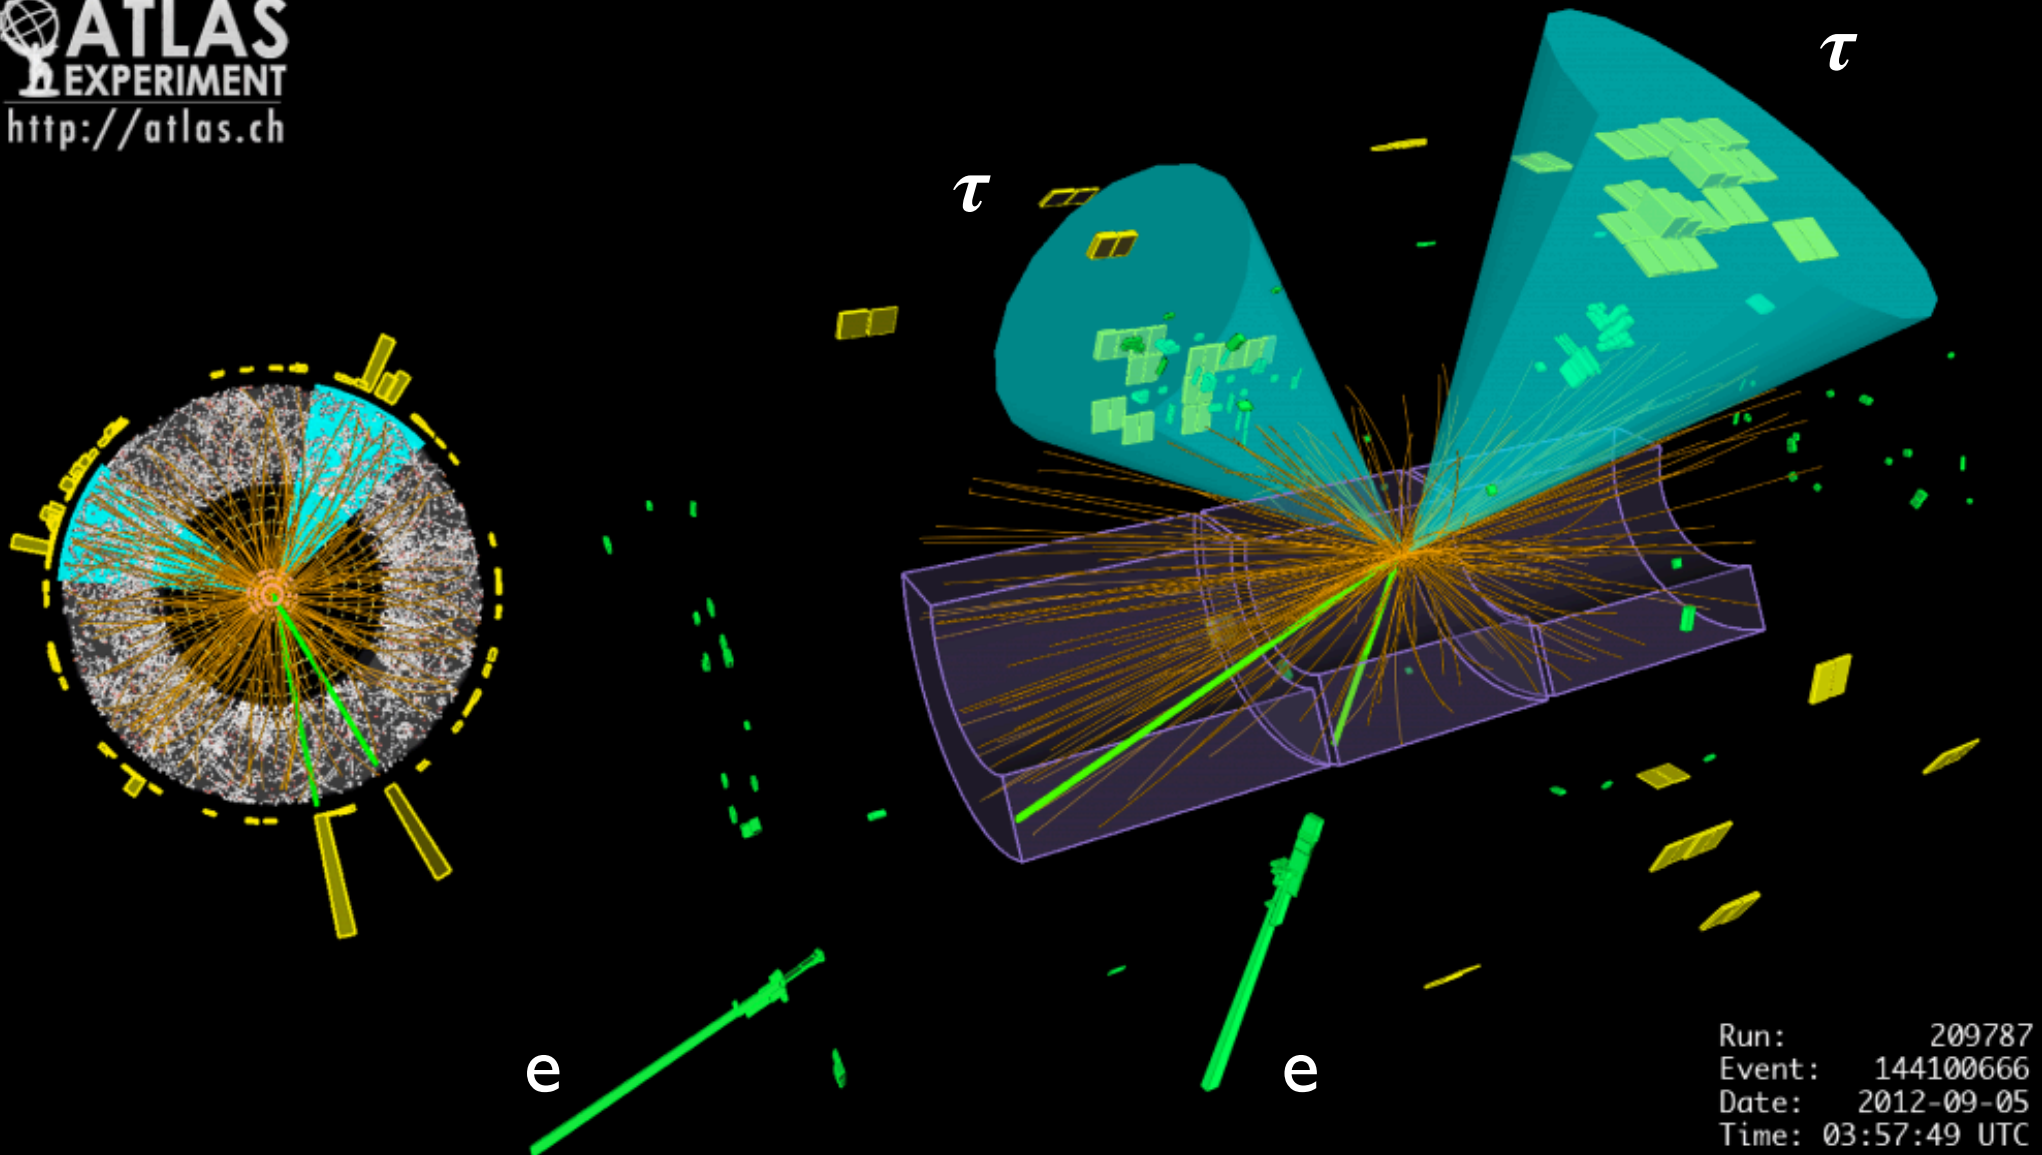 ATLAS
EXPERIMENT
http://atlas.ch
τ
τ
e
e
Run: 209787
Event: 144100666
Date: 2012-09-05
Time: 03:57:49 UTC